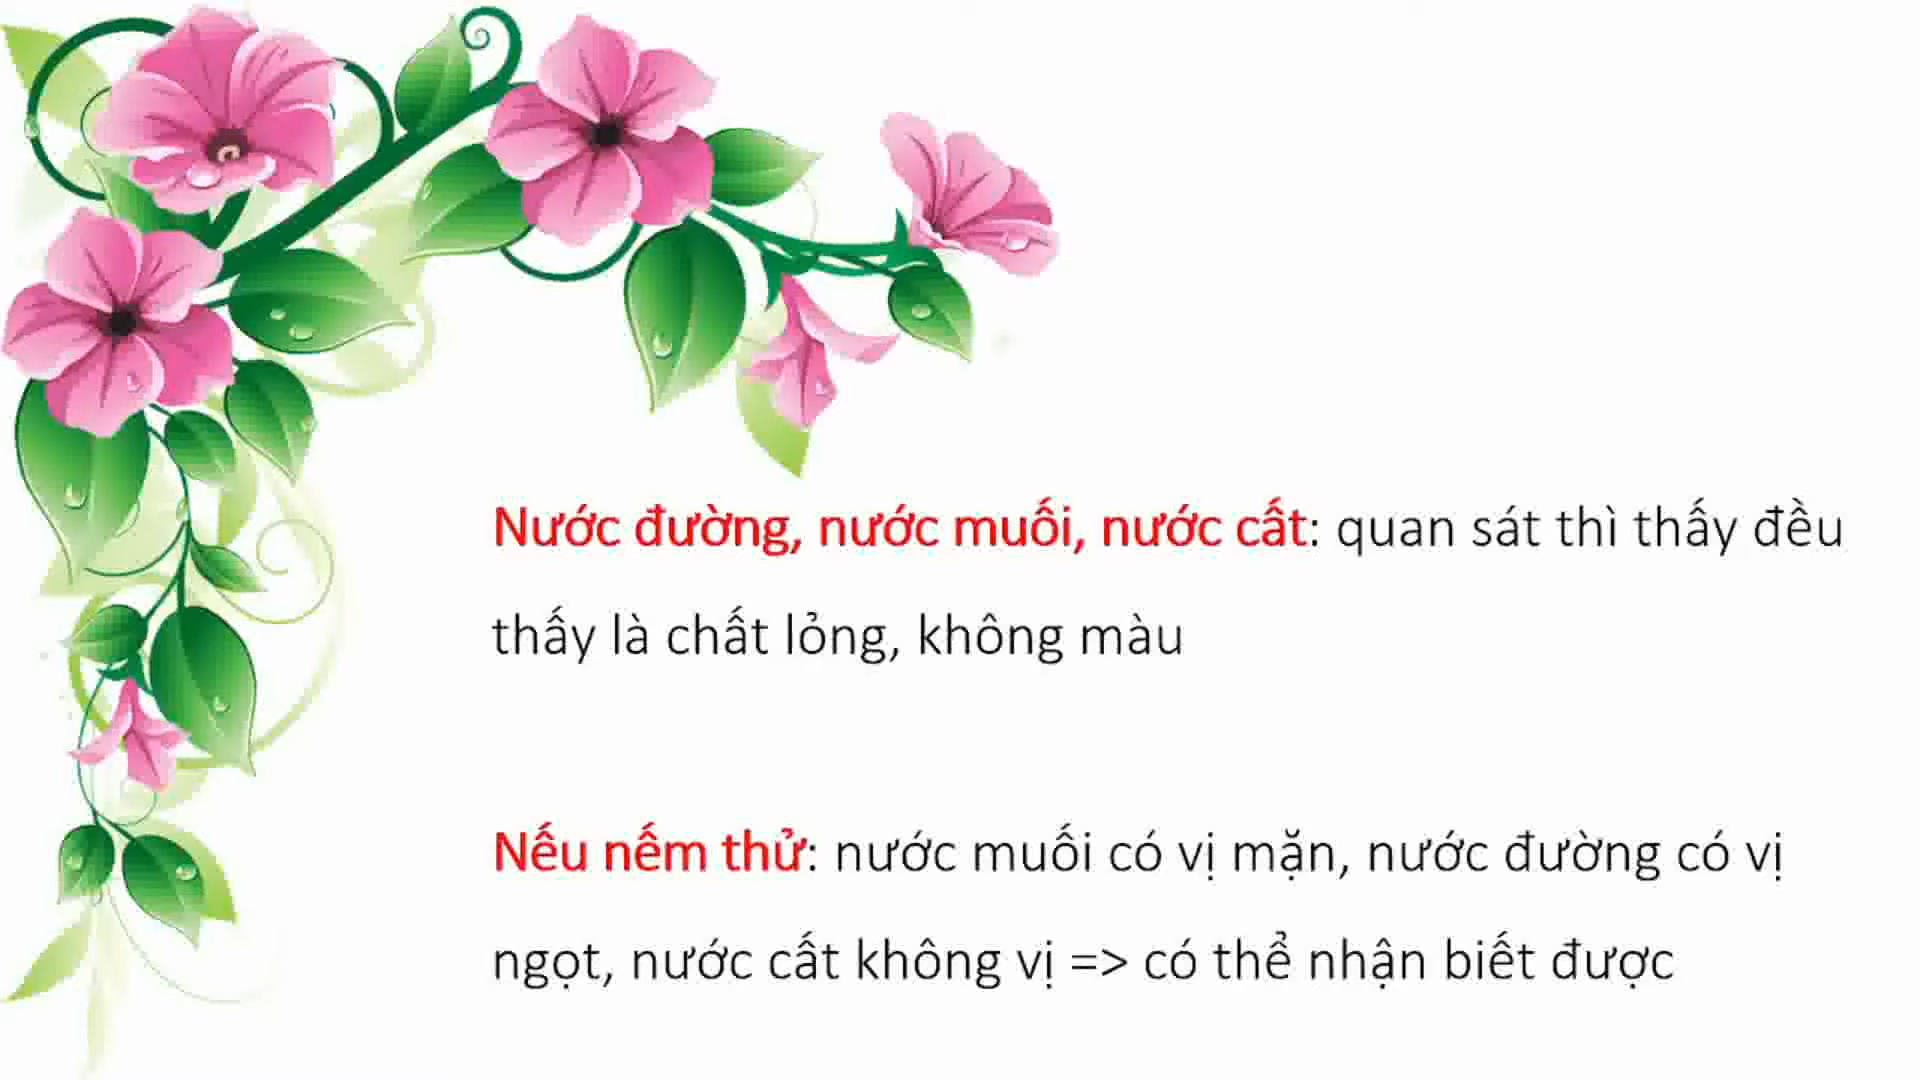 Nước đường, nước muối, nước cất: quan sát thì thấy đều
thấy là chất lỏng, không màu
Nếu nếm thử: nước muối có vị mặn, nước đường có vị
ngọt, nước cất không vị => có thể nhận biết được